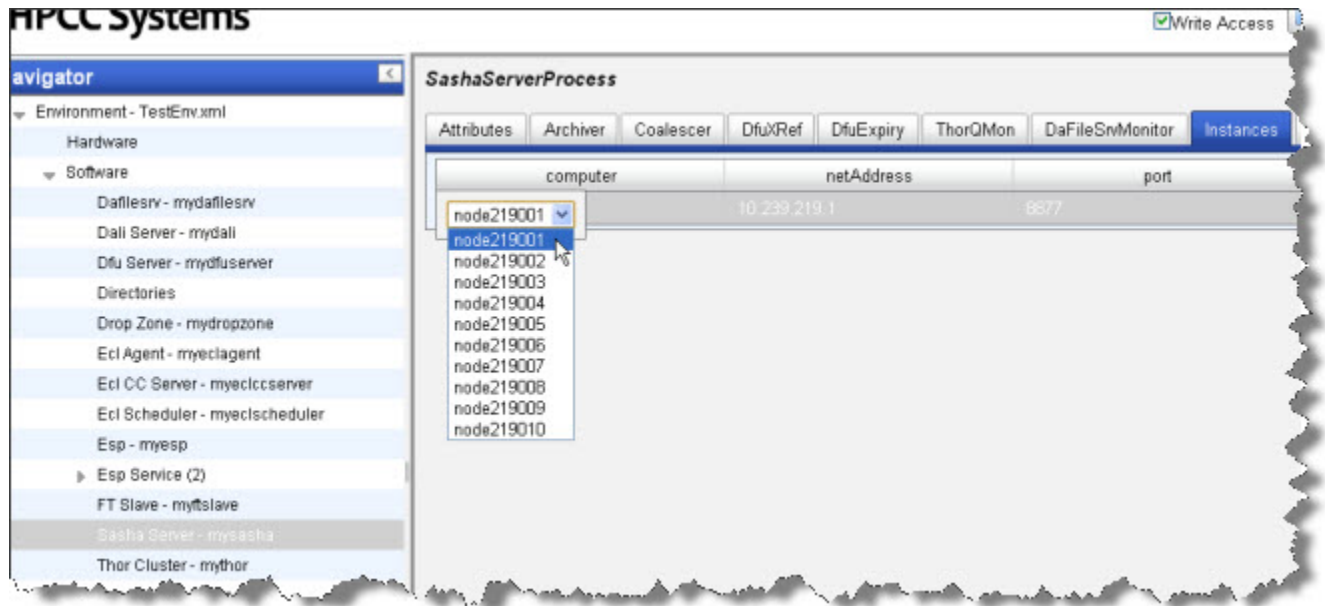 HPCC Systems
Write Access
avigator
Environment - TestEnv.xml
Hardware
Software
Dafilesrv - mydafilesrv
Dali Server - mydali
Dfu Server - mydfuserver
Directories
Drop Zone - mydropzone
Ecl Agent - myeclagent
Ecl CC Server - myeclccserver
Ecl Scheduler - myeclscheduler
Esp - myesp
Esp Service (2)
FT Slave - myftslave
Sasha Server - mysasha
Thor Cluster - mythor
SashaServerProcess
Attributes Archiver Coalescer DfuXRef DfuExpiry ThorQMon DaFileSrvMonitor Instances
computer netAddress port
node219001 10.239.219.1 8877
node219001
node219002
node219003
node219004
node219005
node219006
node219007
node219008
node219009
node219010